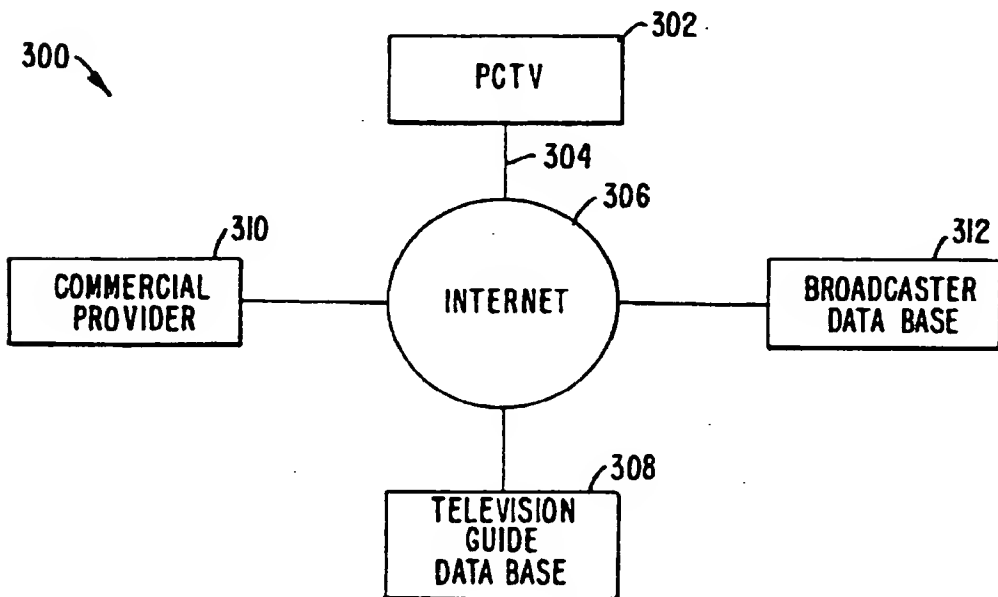 302
300
PCTV
304
306
310
312
COMMERCIAL
PROVIDER
INTERNET
BROADCASTER
DATA BASE
308
TELEVISION
GUIDE
DATA BASE